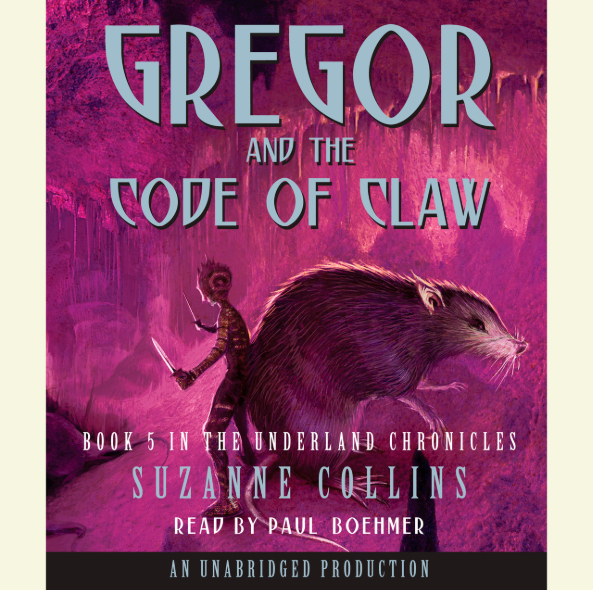 GREGOR
AND THE
CODE OF CLAW
BOOK 5 IN THE UNDERLAND CHRONICLES
SUZANNE COLLINS
READ BY PAUL BOEHMER
AN UNABRIDGED PRODUCTION